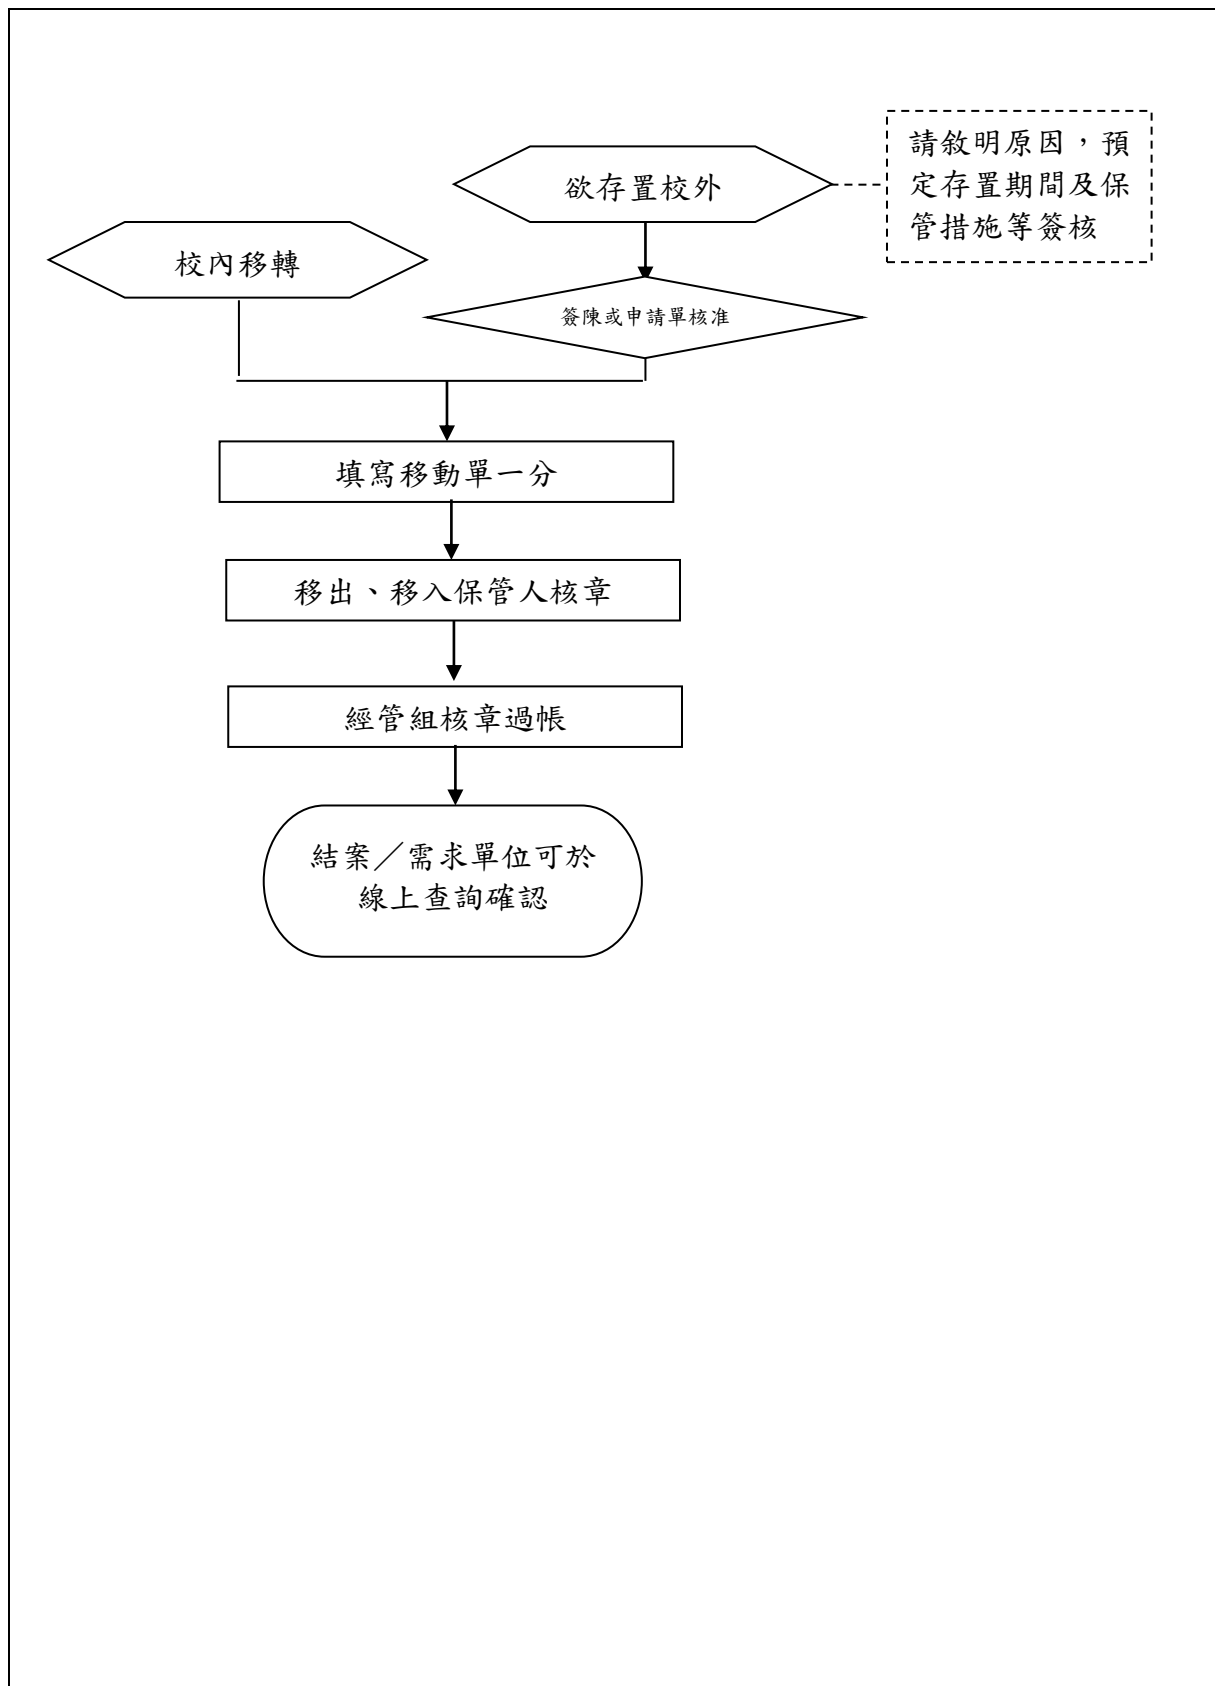 請敘明原因，預
定存置期間及保
管措施等簽核
欲存置校外
校內移轉
簽陳或申請單核准
填寫移動單一分
移出、移入保管人核章
經管組核章過帳
結案／需求單位可於
線上查詢確認